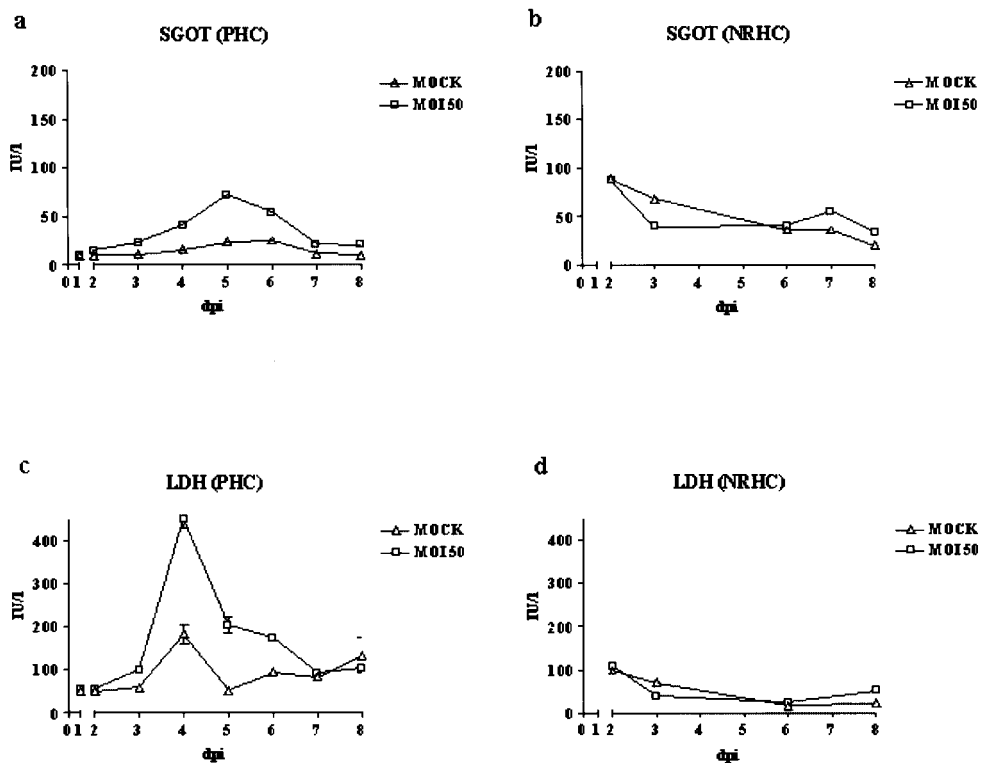 a
SGOT (PHC)
200
150
100
50
0
IU/l
0 1 2 3 4 5 6 7 8
dpi
MOCK
MOI50
b
SGOT (NRHC)
200
150
100
50
0
IU/l
0 1 2 3 4 5 6 7 8
dpi
MOCK
MOI50
c
LDH (PHC)
400
300
200
100
0
IU/l
0 1 2 3 4 5 6 7 8
dpi
MOCK
MOI50
d
LDH (NRHC)
400
300
200
100
0
IU/l
0 1 2 3 4 5 6 7 8
dpi
MOCK
MOI50